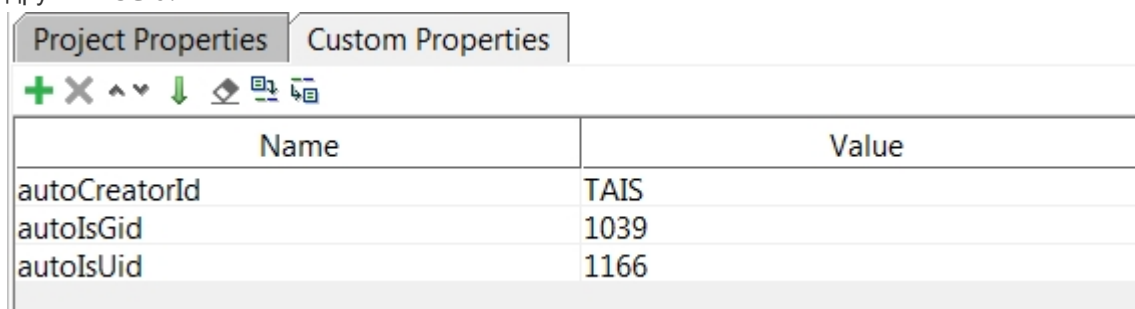 Project Properties Custom Properties
Name Value
autoCreatorId TAIS
autoIsGid 1039
autoIsUid 1166